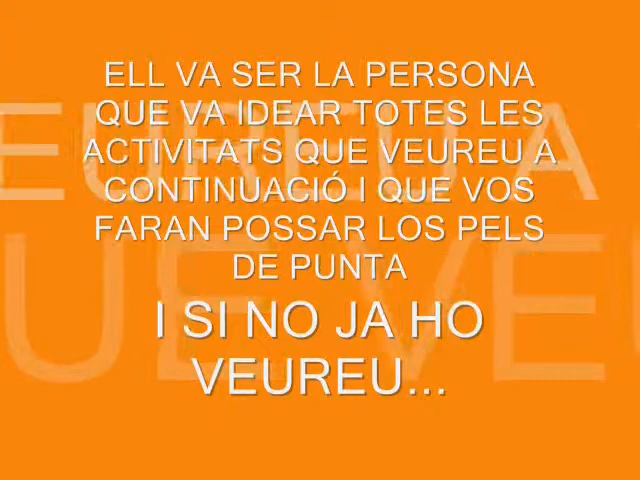 ELL VA SER LA PERSONA
QUE VA IDEAR TOTES LES
ACTIVITATS QUE VEUREU A
CONTINUACIÓ I QUE VOS
FARAN POSSAR LOS PELS
DE PUNTA
I SI NO JA HO
VEUREU...